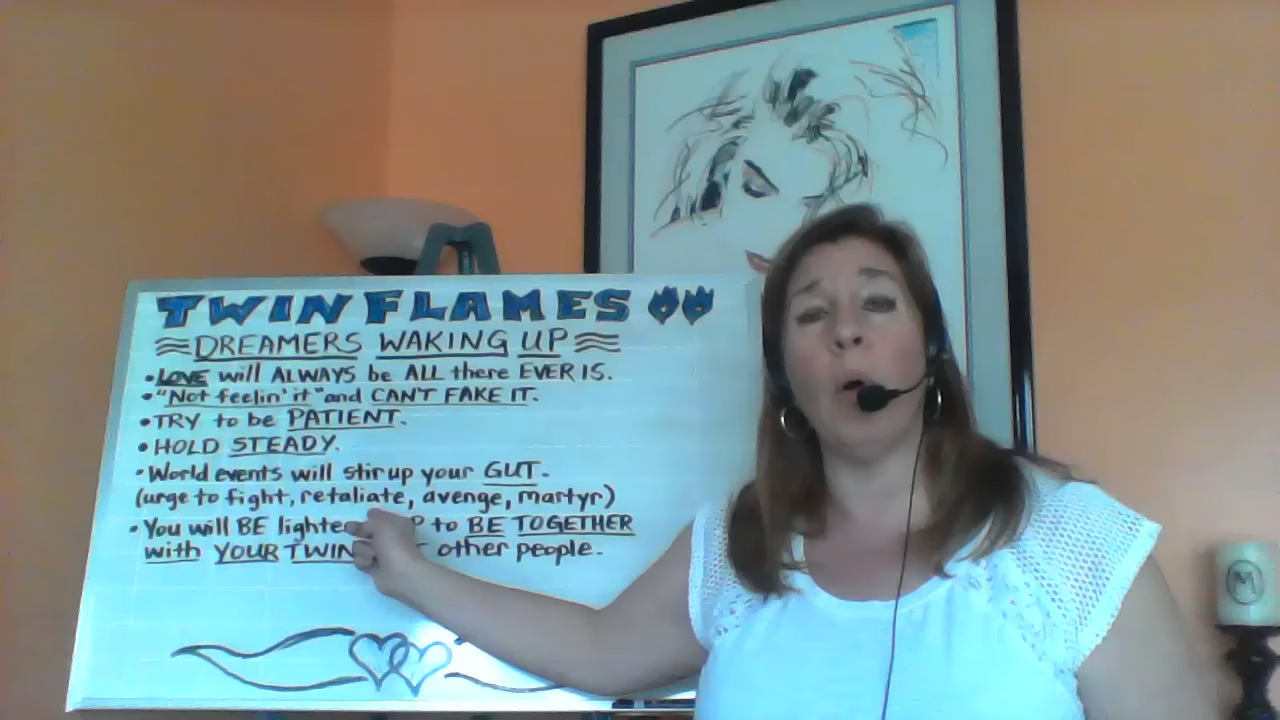 TWIN FLAMES
DREAMERS WAKING UP
•LOVE will ALWAYS be ALL there EVER IS.
•"Not feelin' it" and CAN'T FAKE IT.
•TRY to be PATIENT.
•HOLD STEADY.
•World events will stir up your GUT.
(urge to fight, retaliate, avenge, martyr)
•You will BE to BE TOGETHER
with YOUR TWIN other people.
M